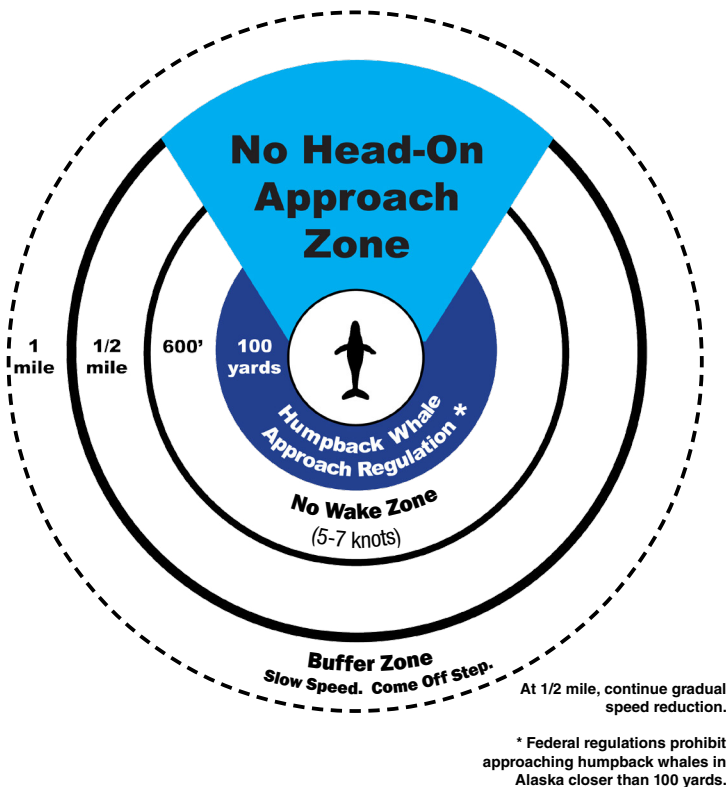 No Head-On
Approach
Zone
1
mile
1/2
mile
600’
100
yards
Humpback Whale
Approach Regulation *
No Wake Zone
(5-7 knots)
Buffer Zone
Slow Speed. Come Off Step.
At 1/2 mile, continue gradual
speed reduction.
* Federal regulations prohibit
approaching humpback whales in
Alaska closer than 100 yards.